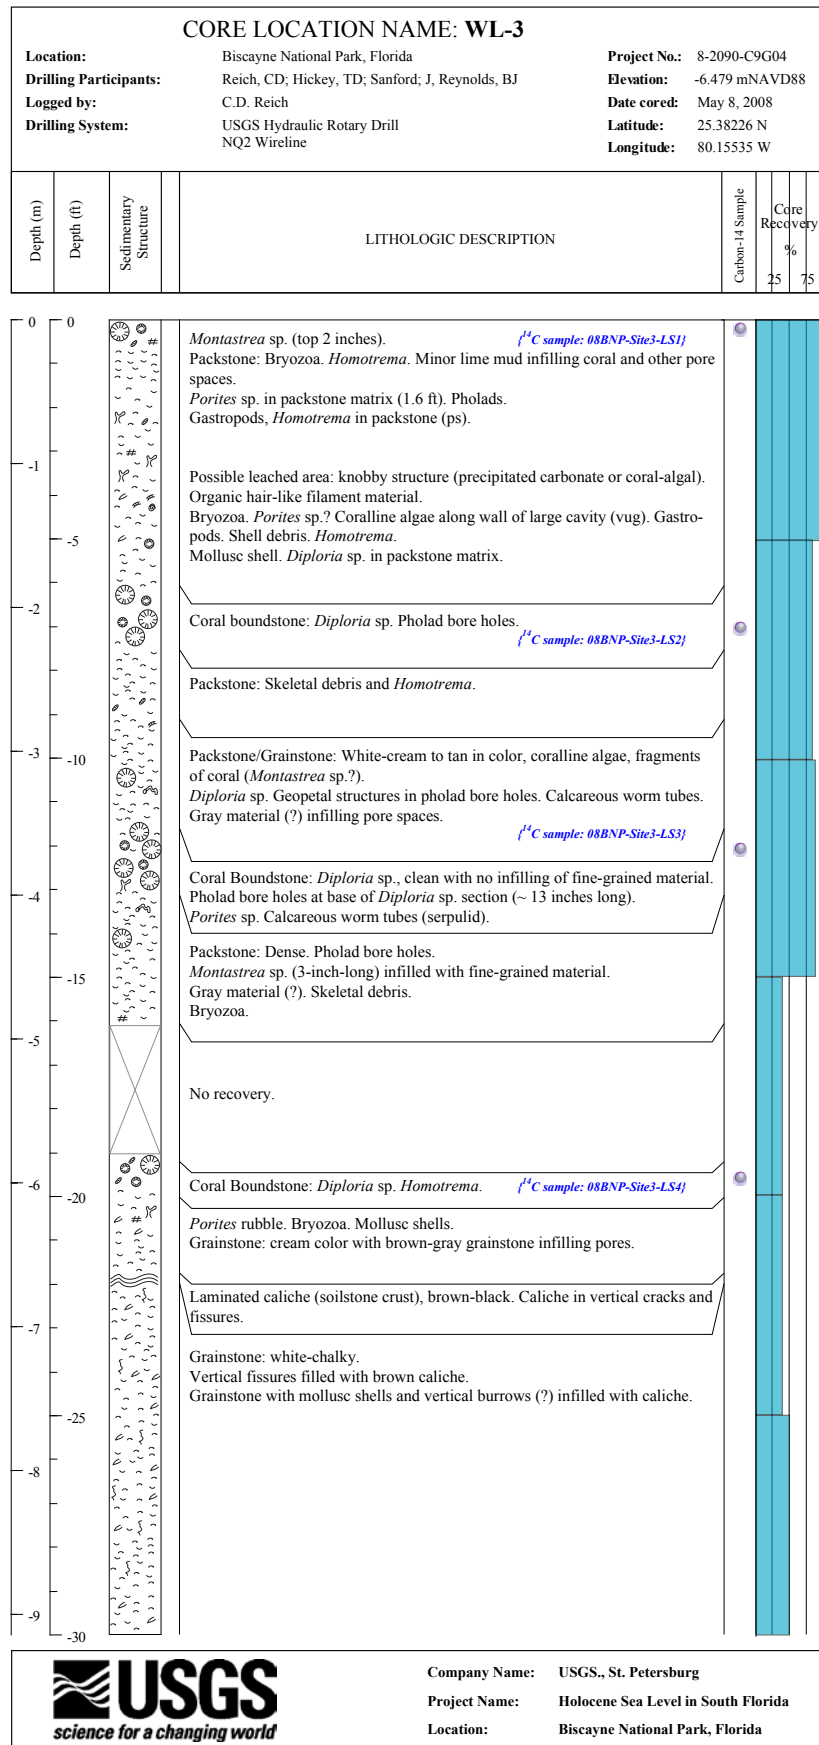 CORE LOCATION NAME: WL-3
Location: Biscayne National Park, Florida Project No.: 8-2090-C9G04
Drilling Participants: Reich, CD; Hickey, TD; Sanford; J, Reynolds, BJ Elevation: -6.479 mNAVD88
Logged by: C.D. Reich Date cored: May 8, 2008
Drilling System: USGS Hydraulic Rotary Drill Latitude: 25.38226 N
NQ2 Wireline Longitude: 80.15535 W
Depth (m)
Depth (ft)
Sedimentary
Structure
LITHOLOGIC DESCRIPTION
Carbon-14 Sample
Core
Recovery
%
25 75
0 0
Montastrea sp. (top 2 inches). {14C sample: 08BNP-Site3-LS1}
Packstone: Bryozoa. Homotrema. Minor lime mud infilling coral and other pore
spaces.
Porites sp. in packstone matrix (1.6 ft). Pholads.
Gastropods, Homotrema in packstone (ps).
-1
Possible leached area: knobby structure (precipitated carbonate or coral-algal).
Organic hair-like filament material.
Bryozoa. Porites sp.? Coralline algae along wall of large cavity (vug). Gastro-
pods. Shell debris. Homotrema.
-5
Mollusc shell. Diploria sp. in packstone matrix.
-2
Coral boundstone: Diploria sp. Pholad bore holes.
{14C sample: 08BNP-Site3-LS2}
Packstone: Skeletal debris and Homotrema.
-3 -10
Packstone/Grainstone: White-cream to tan in color, coralline algae, fragments
of coral (Montastrea sp.?).
Diploria sp. Geopetal structures in pholad bore holes. Calcareous worm tubes.
Gray material (?) infilling pore spaces.
{14C sample: 08BNP-Site3-LS3}
Coral Boundstone: Diploria sp., clean with no infilling of fine-grained material.
-4
Pholad bore holes at base of Diploria sp. section (~ 13 inches long).
Porites sp. Calcareous worm tubes (serpulid).
Packstone: Dense. Pholad bore holes.
Montastrea sp. (3-inch-long) infilled with fine-grained material.
-15
Gray material (?). Skeletal debris.
Bryozoa.
-5
No recovery.
-6 -20
Coral Boundstone: Diploria sp. Homotrema. {14C sample: 08BNP-Site3-LS4}
Porites rubble. Bryozoa. Mollusc shells.
Grainstone: cream color with brown-gray grainstone infilling pores.
Laminated caliche (soilstone crust), brown-black. Caliche in vertical cracks and
fissures.
-7
Grainstone: white-chalky.
Vertical fissures filled with brown caliche.
Grainstone with mollusc shells and vertical burrows (?) infilled with caliche.
-25
-8
-9
-30
USGS
science for a changing world
Company Name: USGS., St. Petersburg
Project Name: Holocene Sea Level in South Florida
Location: Biscayne National Park, Florida